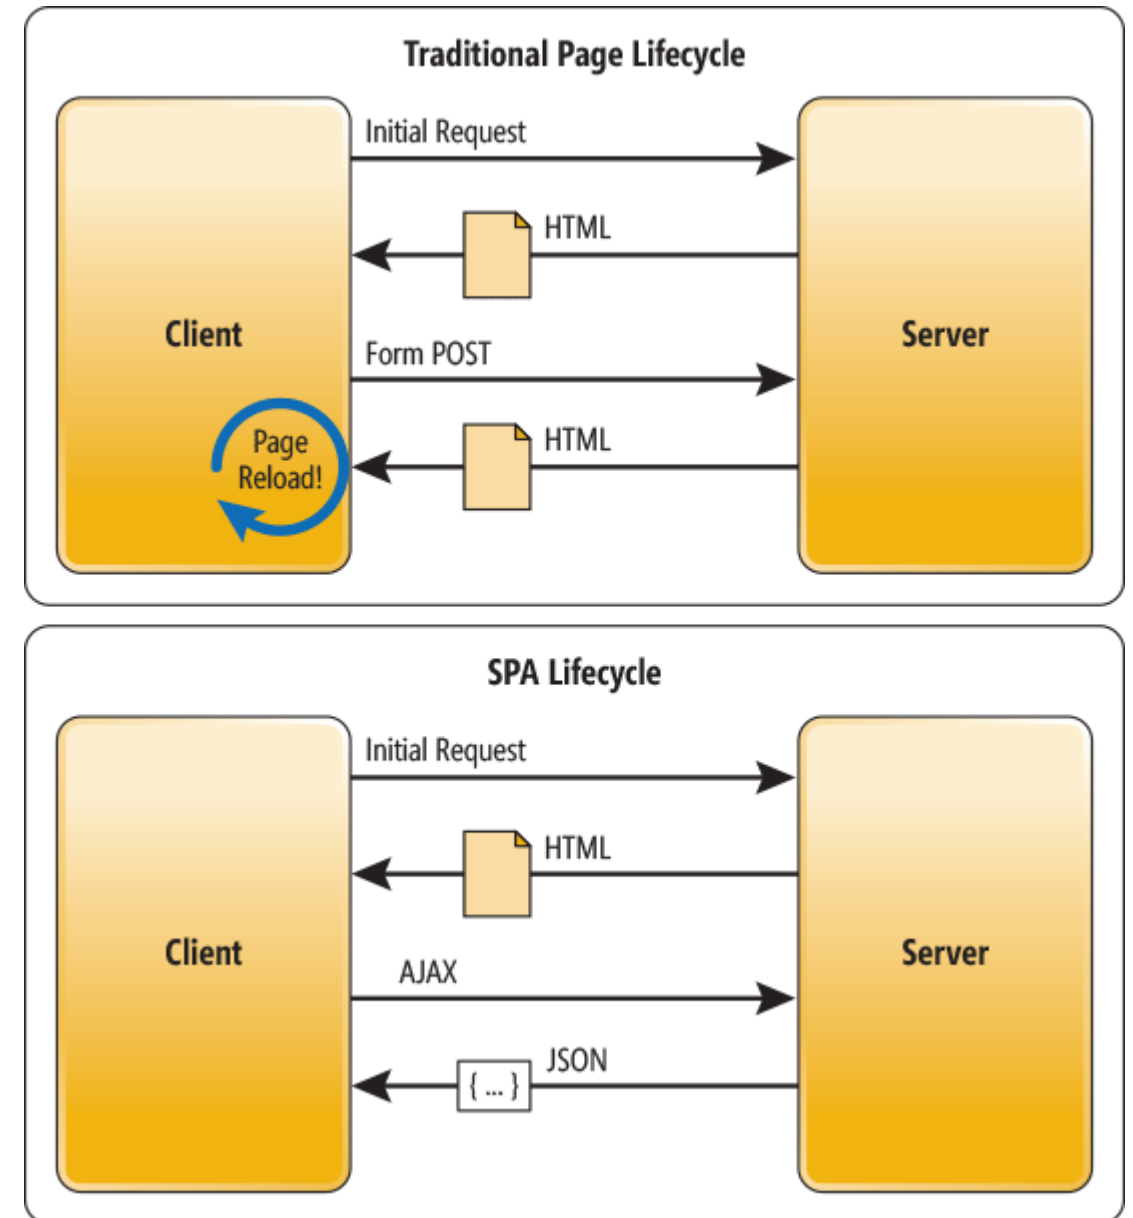 Traditional Page Lifecycle
Initial Request
HTML
Client
Server
Form POST
HTML
Page
Reload!
SPA Lifecycle
Initial Request
HTML
Client
Server
AJAX
JSON
{ ... }